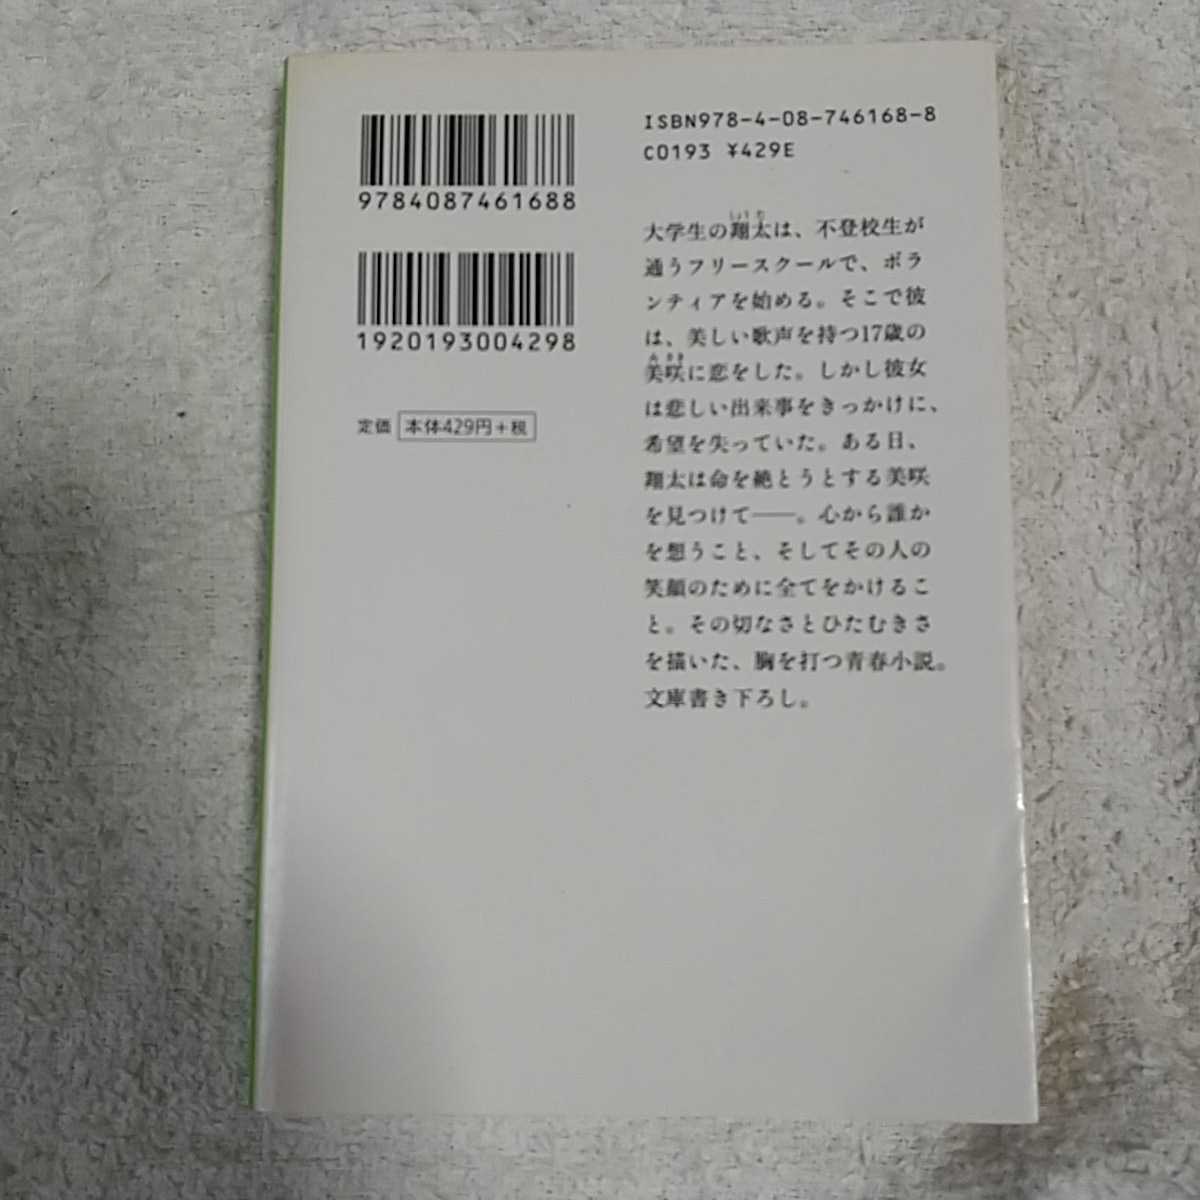 9784087461688
1920193004298
定価 本体429円+税
ISBN978-4-08-746168-8
C0193 ¥429E
大学生の翔太は、不登校生が
通うフリースクールで、ボラ
ンティアを始める。そこで彼
は、美しい歌声を持つ17歳の
美咲に恋をした。しかし彼女
は悲しい出来事をきっかけに、
希望を失っていた。ある日、
翔太は命を絶とうとする美咲
を見つけて――。心から誰か
を想うこと、そしてその人の
笑顔のために全てをかけるこ
と。その切なさとひたむきさ
を描いた、胸を打つ青春小説。
文庫書き下ろし。